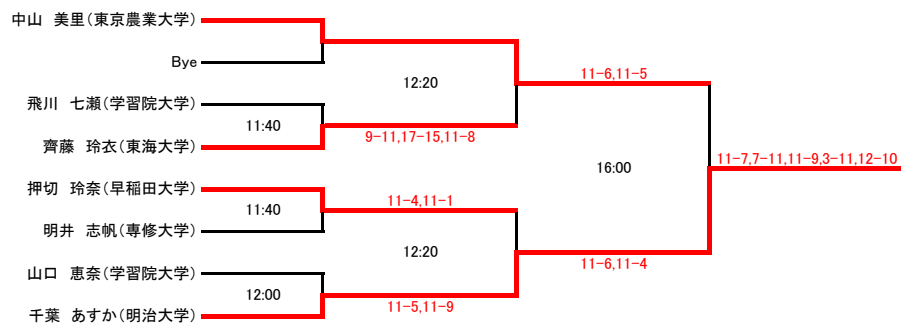 中山　美里(東京農業大学)
Bye
12:20
11-6,11-5
飛川　七瀬(学習院大学)
11:40
9-11,17-15,11-8
齊藤　玲衣(東海大学)
16:00
11-7,7-11,11-9,3-11,12-10
押切　玲奈(早稲田大学)
11:40
11-4,11-1
明井　志帆(専修大学)
12:20
11-6,11-4
山口　恵奈(学習院大学)
12:00
11-5,11-9
千葉　あすか(明治大学)